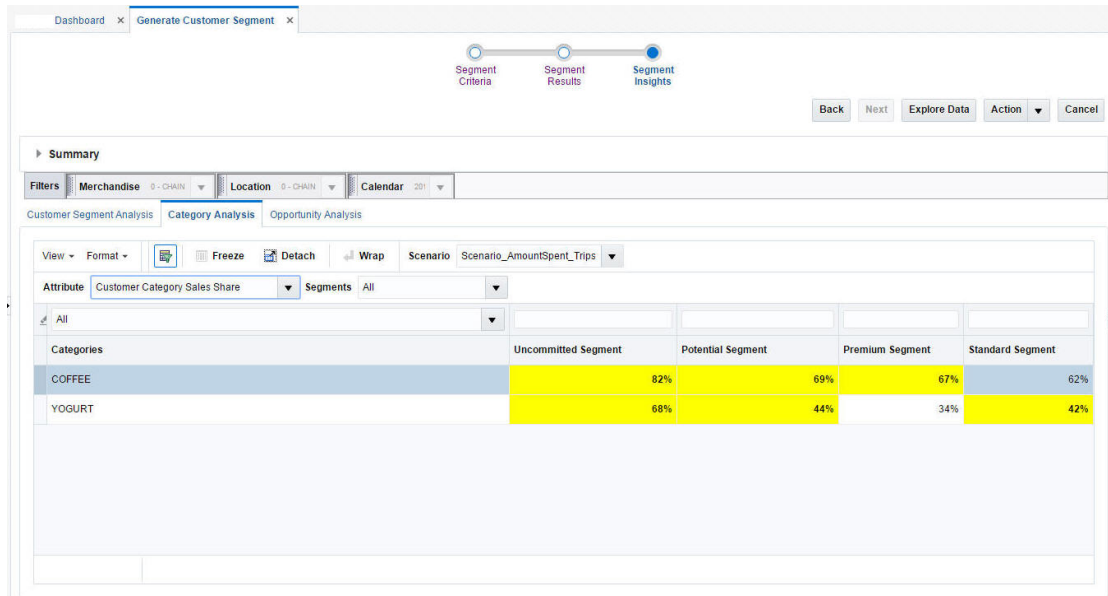 Dashboard × Generate Customer Segment ×
Segment Criteria
Segment Results
Segment Insights
Back Next Explore Data Action Cancel
Summary
Filters Merchandise 0 - CHAIN Location 0 - CHAIN Calendar 201
Customer Segment Analysis Category Analysis Opportunity Analysis
View Format Freeze Detach Wrap Scenario Scenario_AmountSpent_Trips
Attribute Customer Category Sales Share Segments All
All
Categories Uncommitted Segment Potential Segment Premium Segment Standard Segment
COFFEE 82% 69% 67% 62%
YOGURT 68% 44% 34% 42%